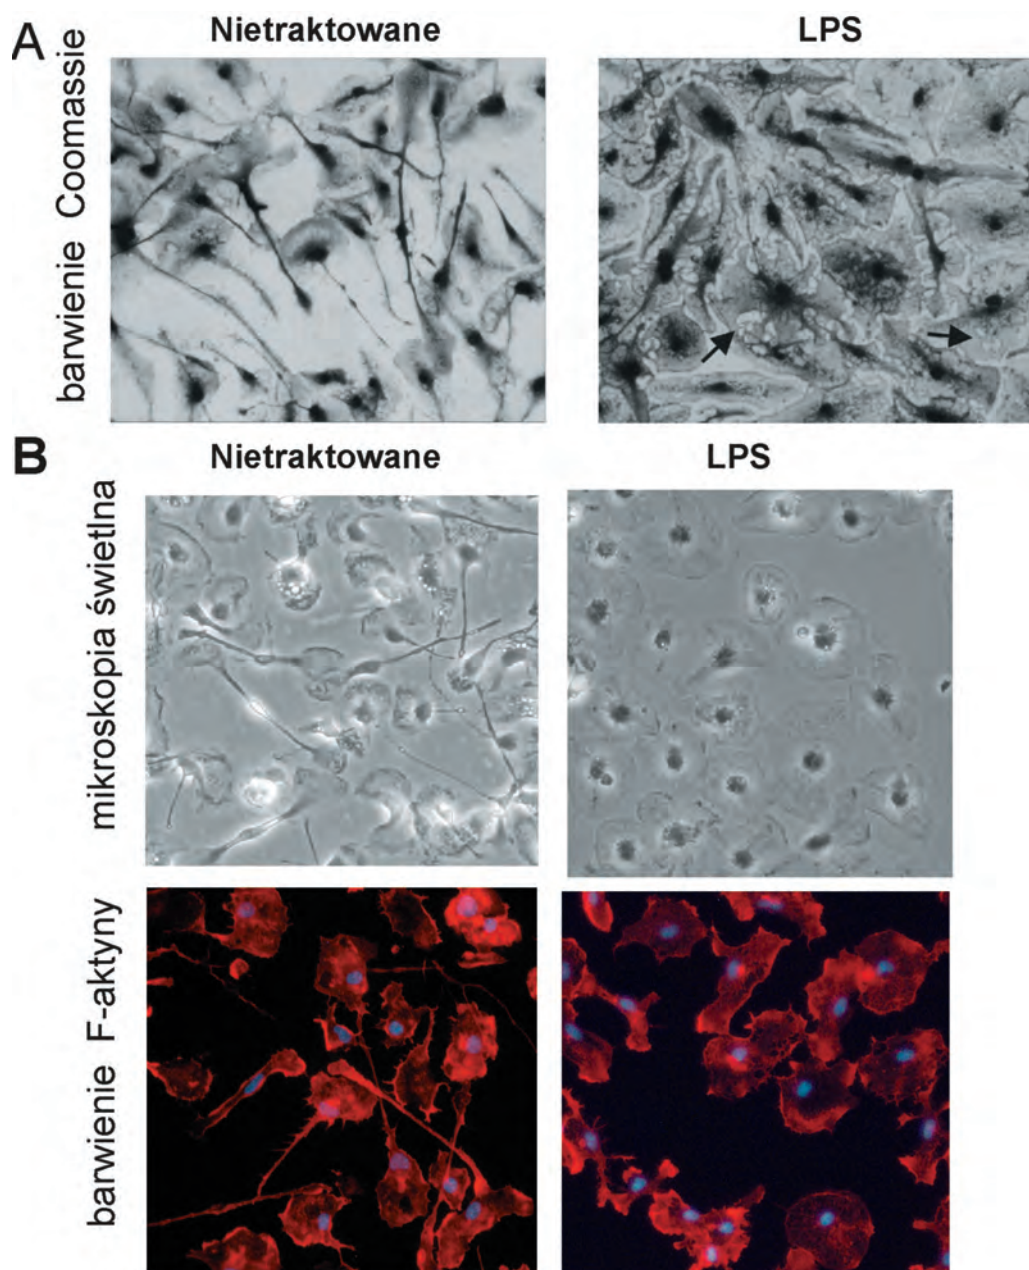 A
Nietraktowane
LPS
barwienie Coomassie
B
Nietraktowane
LPS
mikroskopia świetlna
barwienie F-aktyny